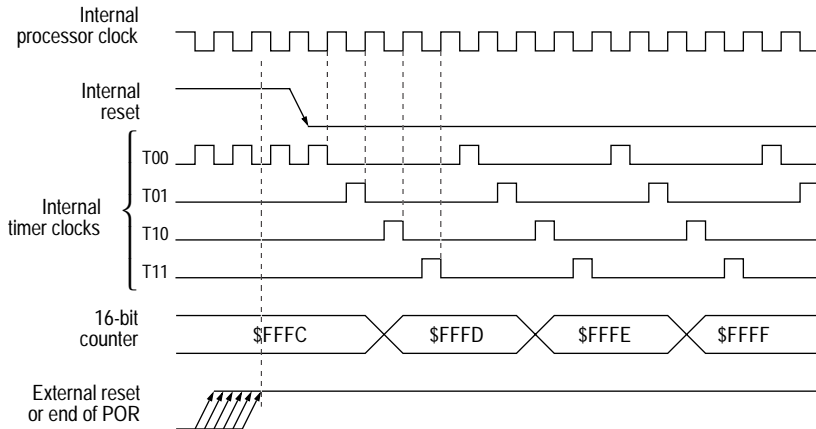 Internal
processor clock
Internal
reset
T00
T01
Internal
timer clocks
T10
T11
16-bit
counter
$FFFC
$FFFD
$FFFE
$FFFF
External reset
or end of POR